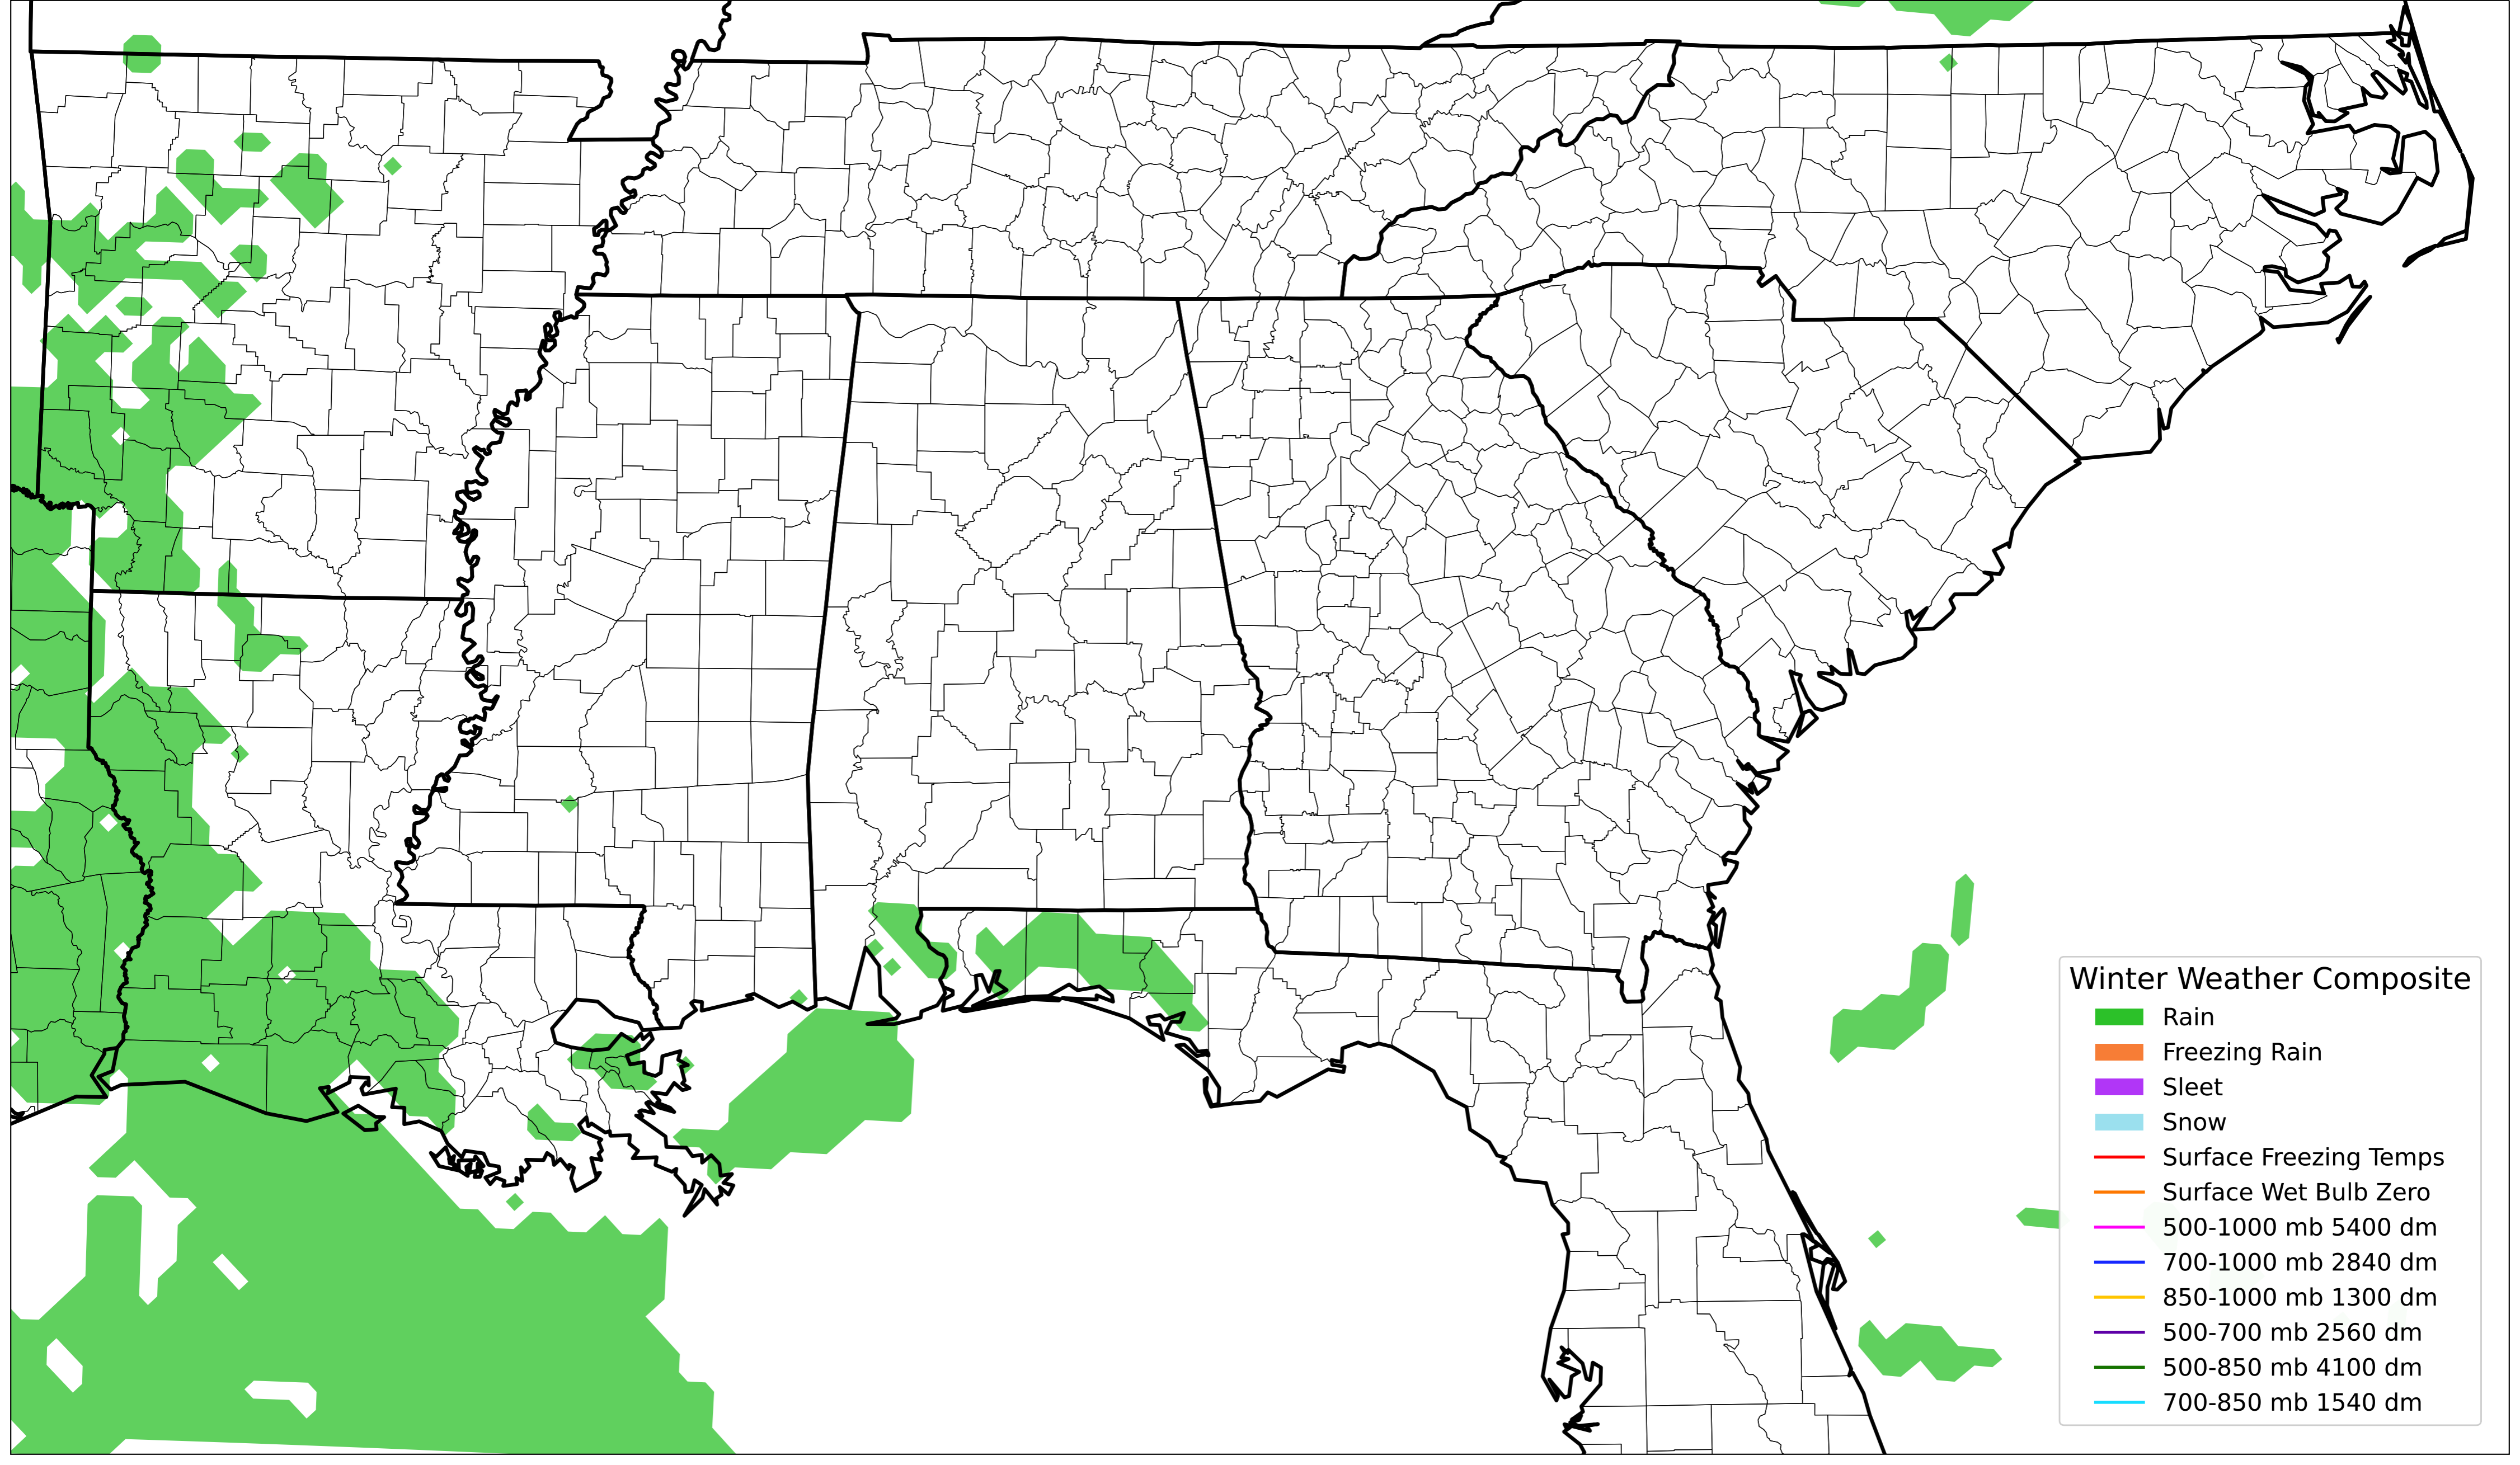 Winter Weather Composite
Rain
Freezing Rain
Sleet
Snow
Surface Freezing Temps
Surface Wet Bulb Zero
500-1000 mb 5400 dm
700-1000 mb 2840 dm
850-1000 mb 1300 dm
500-700 mb 2560 dm
500-850 mb 4100 dm
700-850 mb 1540 dm